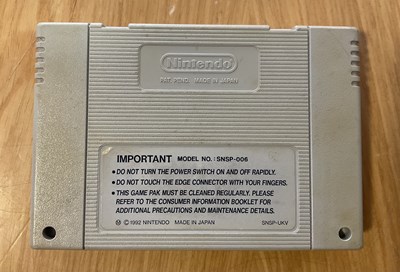 Nintendo
PAT. PEND. MADE IN JAPAN
IMPORTANT MODEL NO.: SNSP-006
• DO NOT TURN THE POWER SWITCH ON AND OFF RAPIDLY.
• DO NOT TOUCH THE EDGE CONNECTOR WITH YOUR FINGERS.
• THIS GAME PAK MUST BE CLEANED REGULARLY. PLEASE
REFER TO THE CONSUMER INFORMATION BOOKLET FOR
ADDITIONAL PRECAUTIONS AND MAINTENANCE DETAILS.
Ⓜ ©1992 NINTENDO MADE IN JAPAN SNSP-UKV